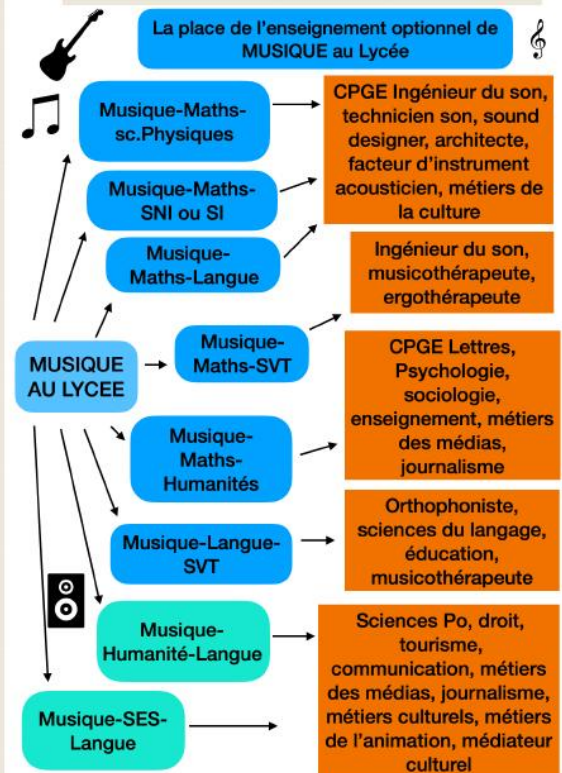 La place de l'enseignement optionnel de
MUSIQUE au Lycée
Musique-Maths-
sc.Physiques
CPGE Ingénieur du son,
technicien son, sound
designer, architecte,
facteur d'instrument
acousticien, métiers de
la culture
Musique-Maths-
SNI ou SI
Musique-
Maths-Langue
Ingénieur du son,
musicothérapeute,
ergothérapeute
Musique-
Maths-SVT
MUSIQUE
AU LYCEE
CPGE Lettres,
Psychologie,
sociologie,
enseignement, métiers
des médias,
journalisme
Musique-
Maths-
Humanités
Musique-Langue-
SVT
Orthophoniste,
sciences du langage,
éducation,
musicothérapeute
Musique-
Humanité-Langue
Sciences Po, droit,
tourisme,
communication, métiers
des médias, journalisme,
métiers culturels, métiers
de l'animation, médiateur
culturel
Musique-SES-
Langue